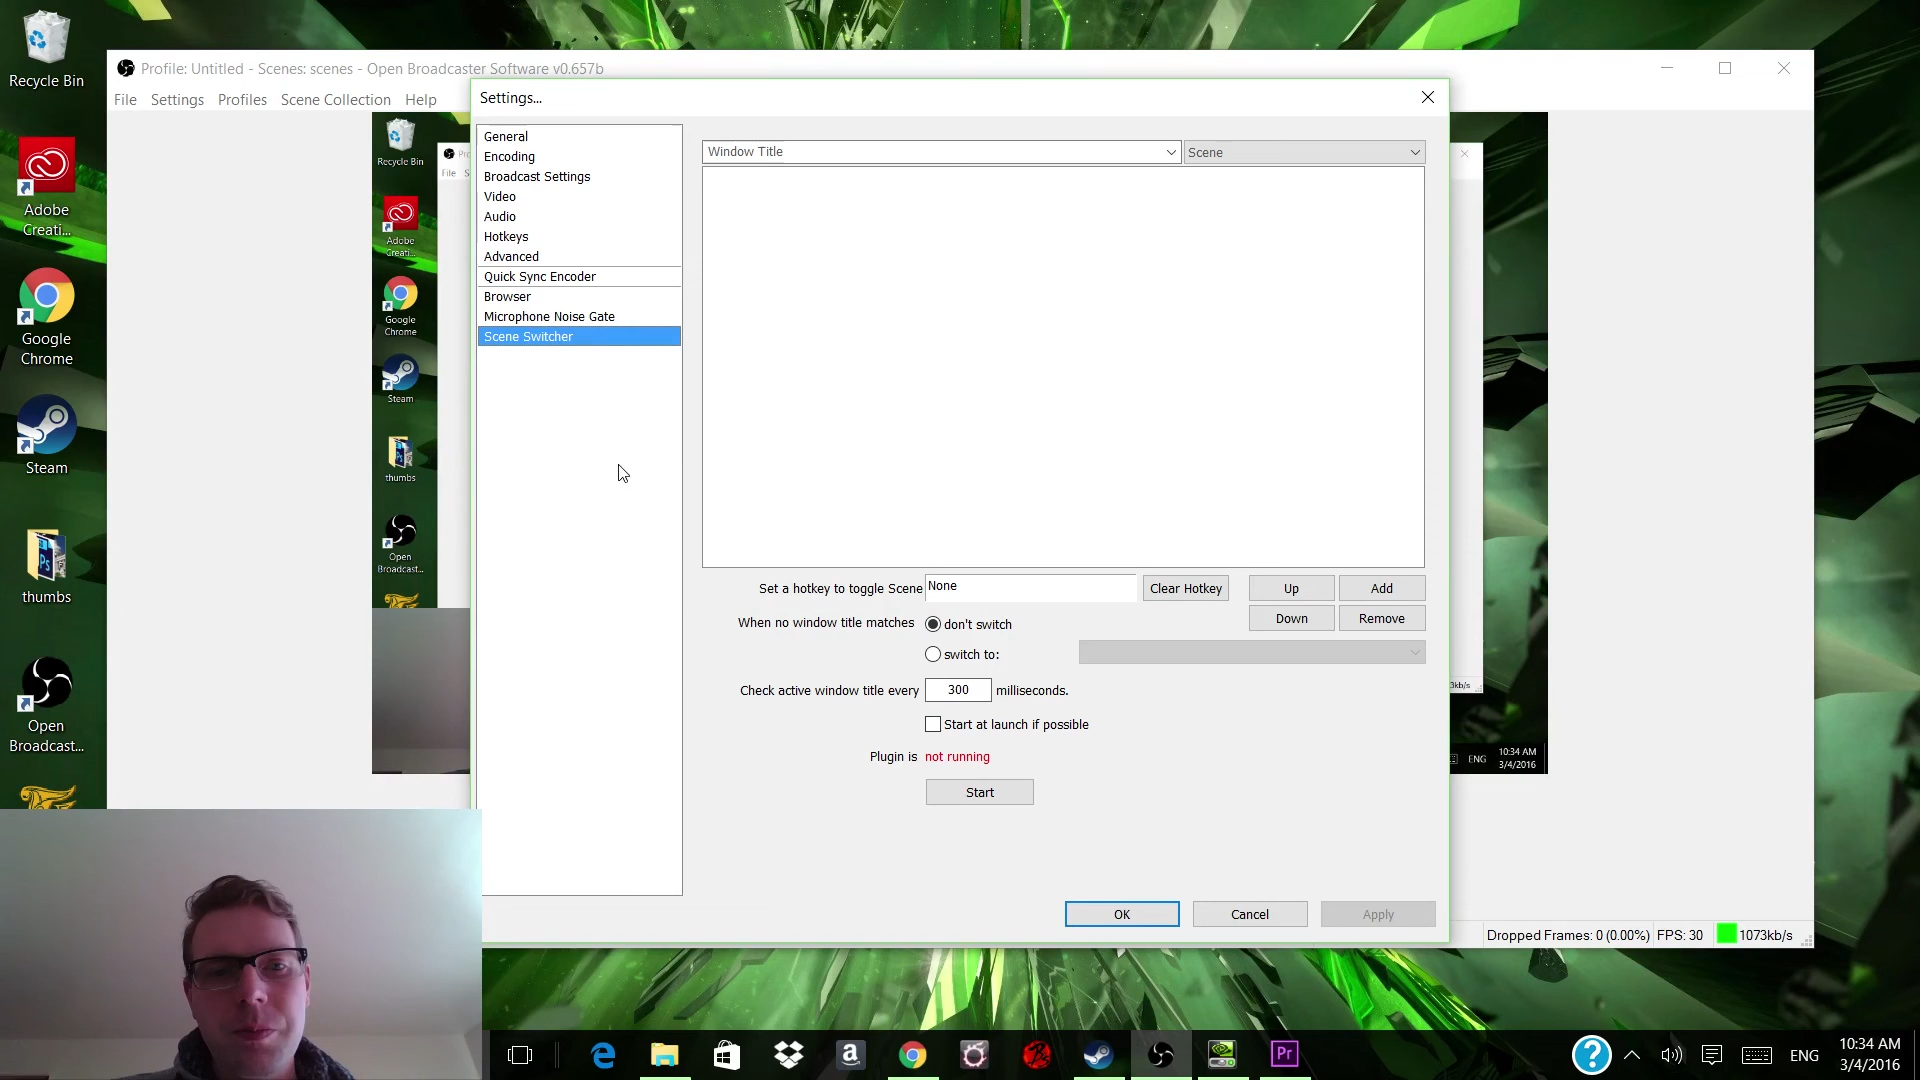 Recycle Bin
Adobe
Creati...
Google
Chrome
Steam
thumbs
Open
Broadcast...
Profile: Untitled - Scenes: scenes - Open Broadcaster Software v0.657b
File Settings Profiles Scene Collection Help
Recycle Bin
Adobe
Creati...
Google
Chrome
Steam
thumbs
Open
Broadcast...
File
Settings...
General
Encoding
Broadcast Settings
Video
Audio
Hotkeys
Advanced
Quick Sync Encoder
Browser
Microphone Noise Gate
Scene Switcher
Window Title
Scene
Set a hotkey to toggle Scene
None
Clear Hotkey
Up
Add
Down
Remove
When no window title matches
don't switch
switch to:
Check active window title every
300
milliseconds.
Start at launch if possible
Plugin is
not running
Start
OK
Cancel
Apply
3kb/s
ENG
10:34 AM
3/4/2016
Dropped Frames: 0 (0.00%) FPS: 30
1073kb/s
Ps
a
Pr
?
ENG
10:34 AM
3/4/2016